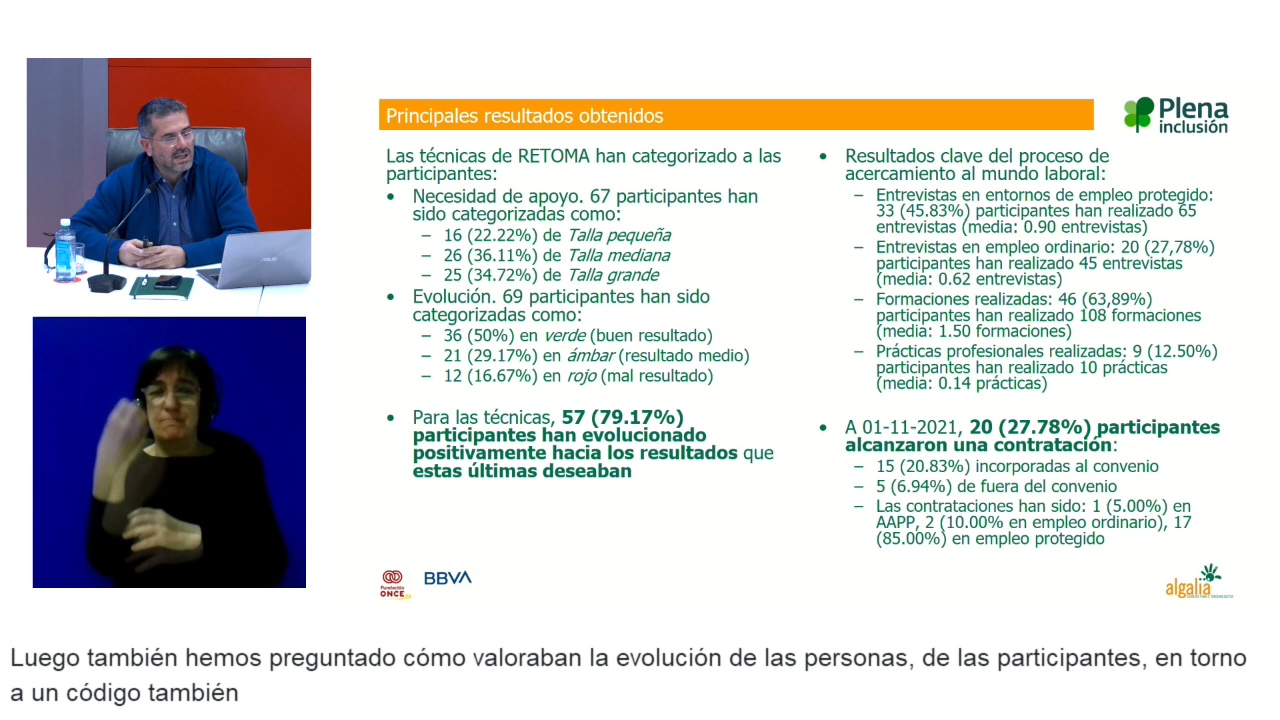 Principales resultados obtenidos
Plena
inclusión
Las técnicas de RETOMA han categorizado a las
participantes:
• Necesidad de apoyo. 67 participantes han
sido categorizadas como:
– 16 (22.22%) de Talla pequeña
– 26 (36.11%) de Talla mediana
– 25 (34.72%) de Talla grande
• Evolución. 69 participantes han sido
categorizadas como:
– 36 (50%) en verde (buen resultado)
– 21 (29.17%) en ámbar (resultado medio)
– 12 (16.67%) en rojo (mal resultado)
• Para las técnicas, 57 (79.17%)
participantes han evolucionado
positivamente hacia los resultados que
estas últimas deseaban
• Resultados clave del proceso de
acercamiento al mundo laboral:
– Entrevistas en entornos de empleo protegido:
33 (45.83%) participantes han realizado 65
entrevistas (media: 0.90 entrevistas)
– Entrevistas en empleo ordinario: 20 (27,78%)
participantes han realizado 45 entrevistas
(media: 0.62 entrevistas)
– Formaciones realizadas: 46 (63,89%)
participantes han realizado 108 formaciones
(media: 1.50 formaciones)
– Prácticas profesionales realizadas: 9 (12.50%)
participantes han realizado 10 prácticas
(media: 0.14 prácticas)
• A 01-11-2021, 20 (27.78%) participantes
alcanzaron una contratación:
– 15 (20.83%) incorporadas al convenio
– 5 (6.94%) de fuera del convenio
– Las contrataciones han sido: 1 (5.00%) en
AAPP, 2 (10.00% en empleo ordinario), 17
(85.00%) en empleo protegido
Fundación
ONCE
BBVA
algalia
Luego también hemos preguntado cómo valoraban la evolución de las personas, de las participantes, en torno
a un código también